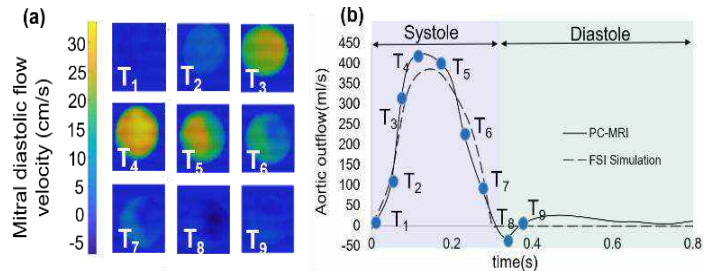 (a)
Mitral diastolic flow
velocity (cm/s)
30
25
20
15
10
5
0
-5
T1
T2
T3
T4
T5
T6
T7
T8
T9
(b)
Systole
Diastole
Aortic outflow(ml/s)
450
400
350
300
250
200
150
100
50
0
-50
T1
T2
T3
T4
T5
T6
T7
T8
T9
PC-MRI
FSI Simulation
0
0.2
0.4
0.6
0.8
time(s)